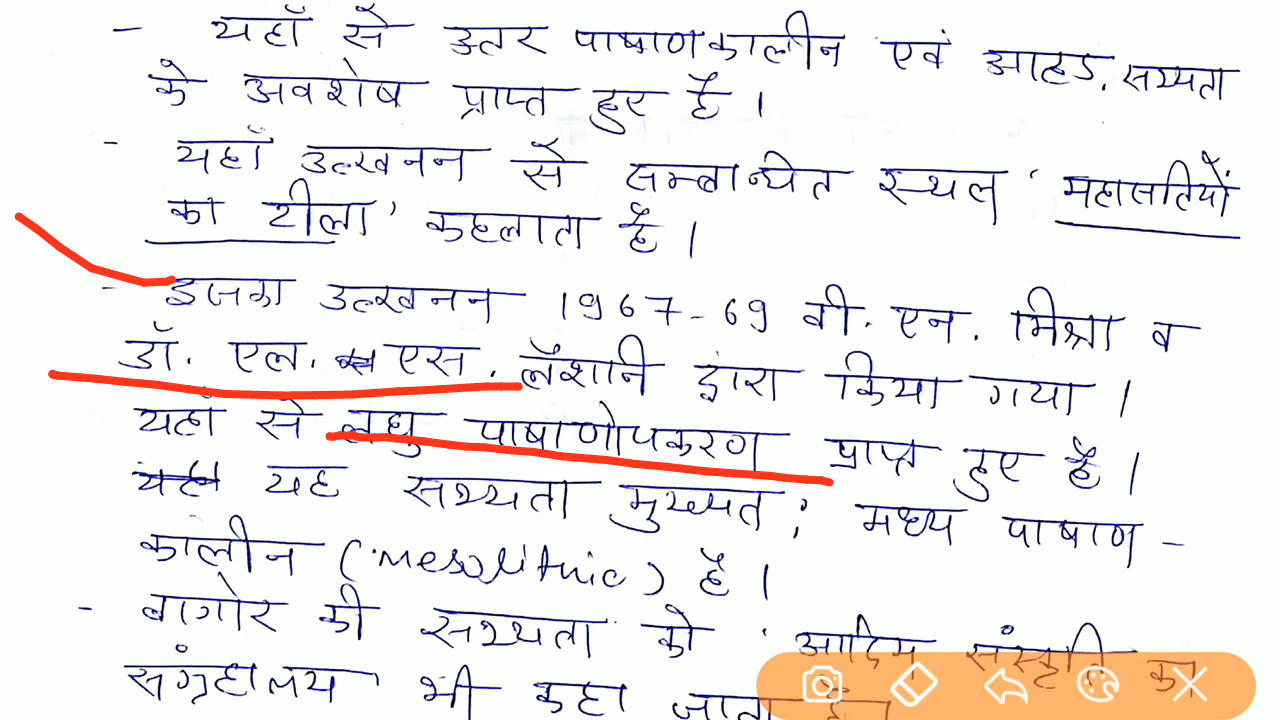 - यहाँ से उत्तर पाषाणकालीन एवं आहड़. सभ्यता
के अवशेष प्राप्त हुए है ।
- यहाँ उत्खनन से सम्बन्धित स्थल ' महासतियों
का टीला ' कहलाता है ।
- इसका उत्खनन 1967-69 वी. एन. मिश्रा व
डॉ. एल. एस. लॅशनि द्वारा किया गया ।
यहाँ से लघु पाषाणोपकरण प्राप्त हुए है ।
यह सभ्यता मुख्यत: मध्य पाषाण -
कालीन (mesolithic) है ।
- बागोर की सभ्यता को ' आदिम संस्कृति का
संग्रहालय ' भी कहा जाता है ।